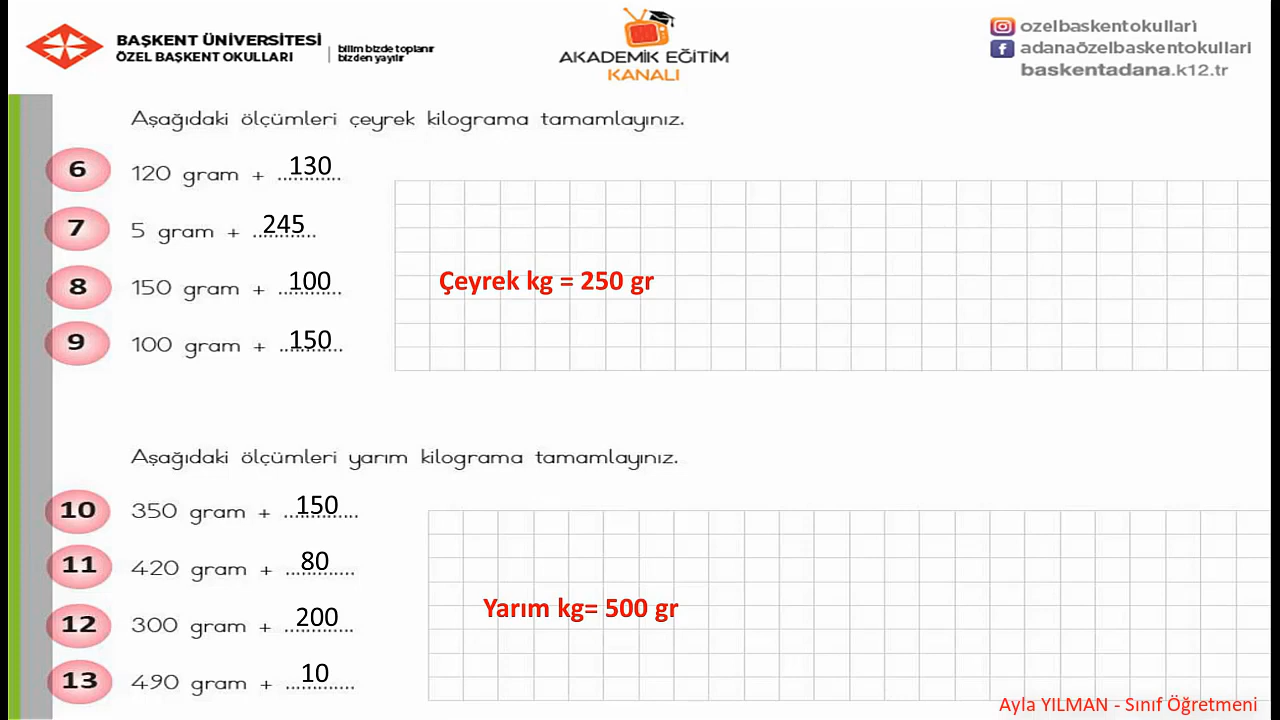 BAŞKENT ÜNİVERSİTESİ
ÖZEL BAŞKENT OKULLARI
bilim bizde toplanır
bizden yayılır
AKADEMİK EĞİTİM
KANALI
ozelbaskentokulları
adanaözelbaskentokullari
baskentadana.k12.tr
Aşağıdaki ölçümleri çeyrek kilograma tamamlayınız.
6 120 gram + 130
7 5 gram + 245
8 150 gram + 100
9 100 gram + 150
Çeyrek kg = 250 gr
Aşağıdaki ölçümleri yarım kilograma tamamlayınız.
10 350 gram + 150
11 420 gram + 80
12 300 gram + 200
13 490 gram + 10
Yarım kg= 500 gr
Ayla YILMAN - Sınıf Öğretmeni